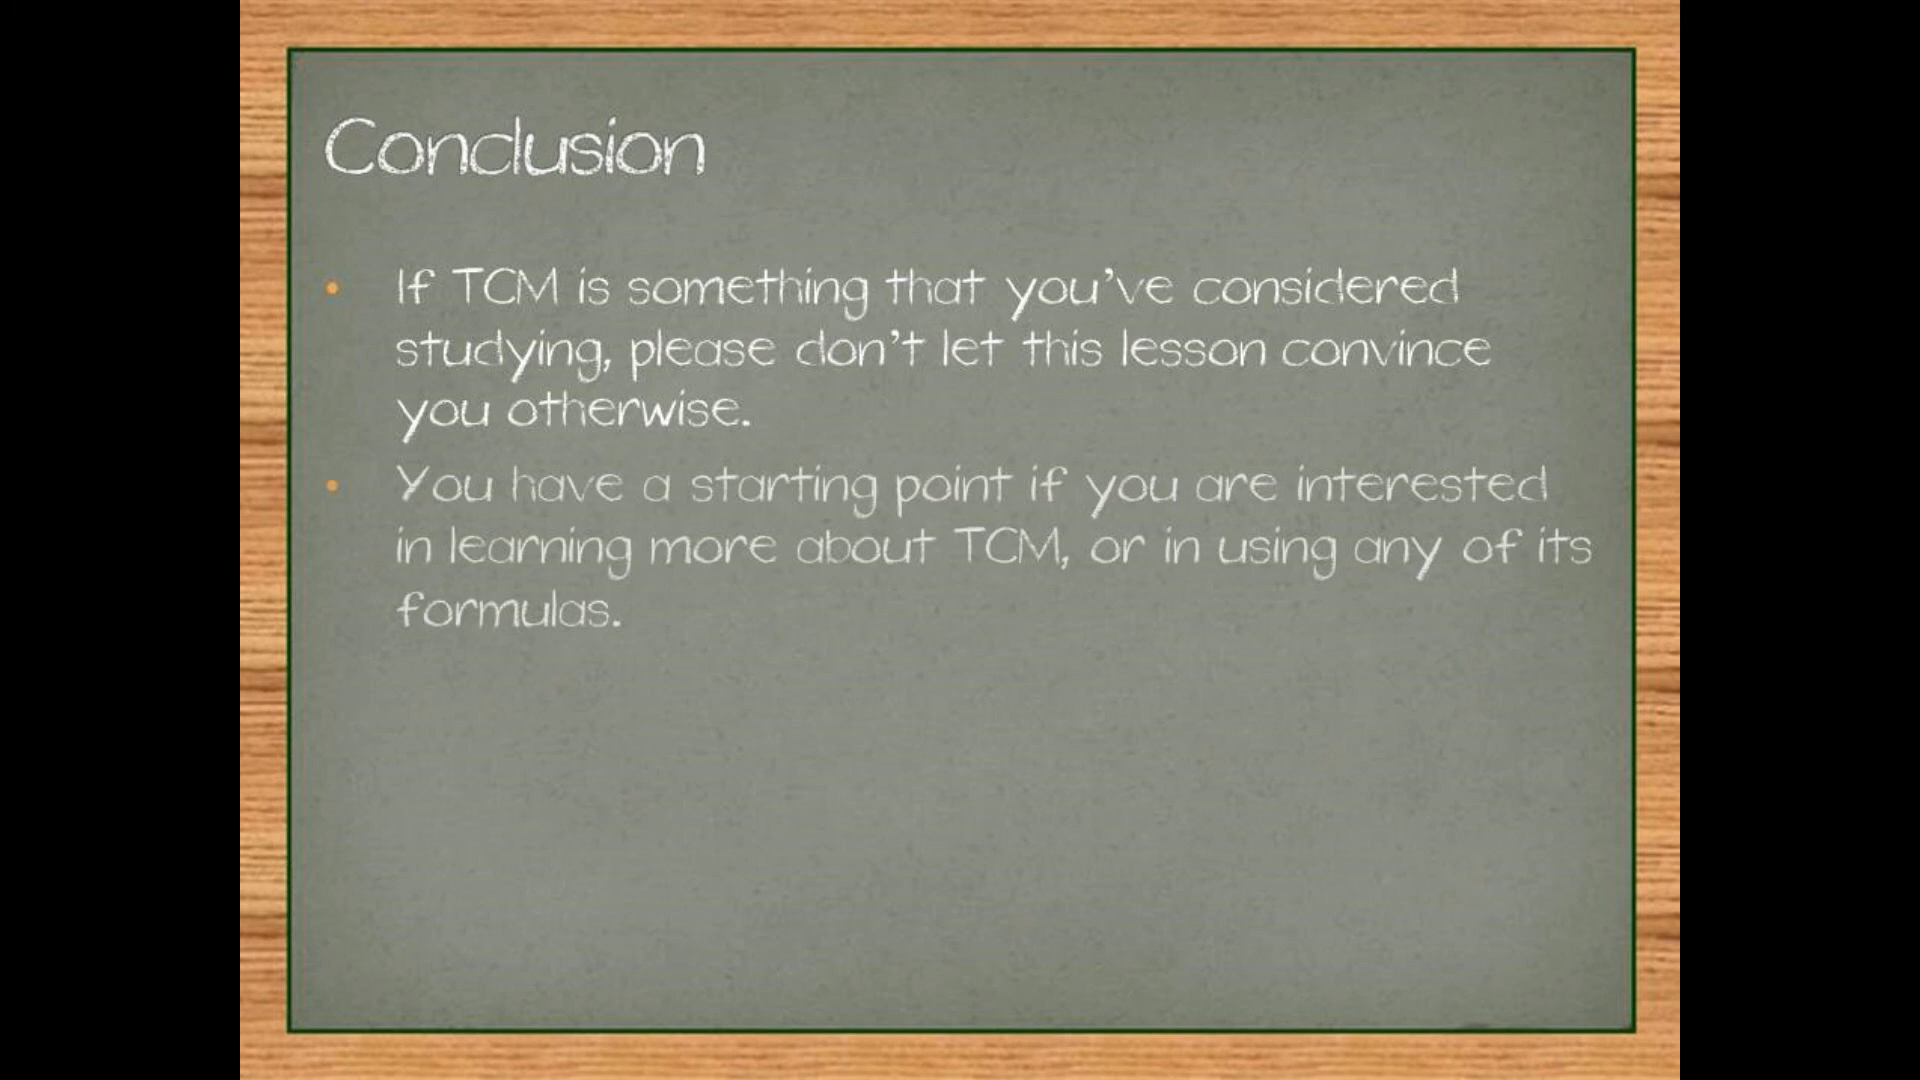 Conclusion
• If TCM is something that you've considered
studying, please don't let this lesson convince
you otherwise.
• You have a starting point if you are interested
in learning more about TCM, or in using any of its
formulas.